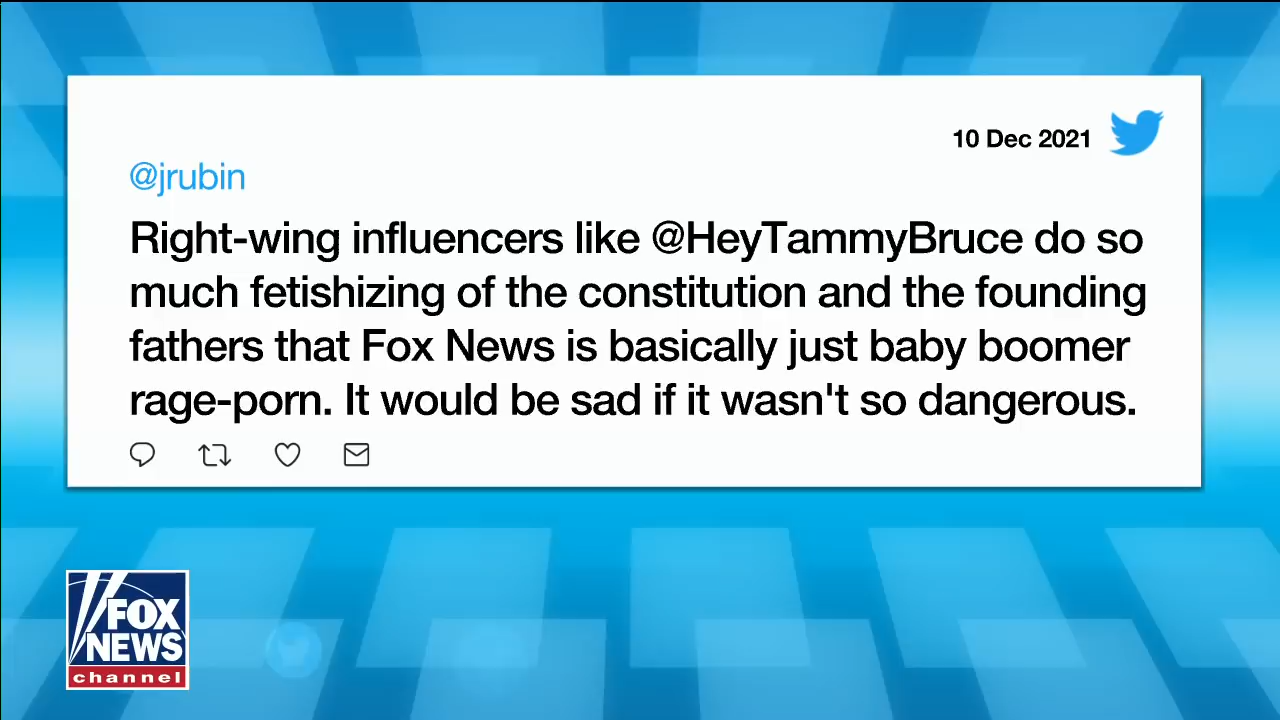 10 Dec 2021
@jrubin
Right-wing influencers like @HeyTammyBruce do so
much fetishizing of the constitution and the founding
fathers that Fox News is basically just baby boomer
rage-porn. It would be sad if it wasn't so dangerous.
FOX
NEWS
channel